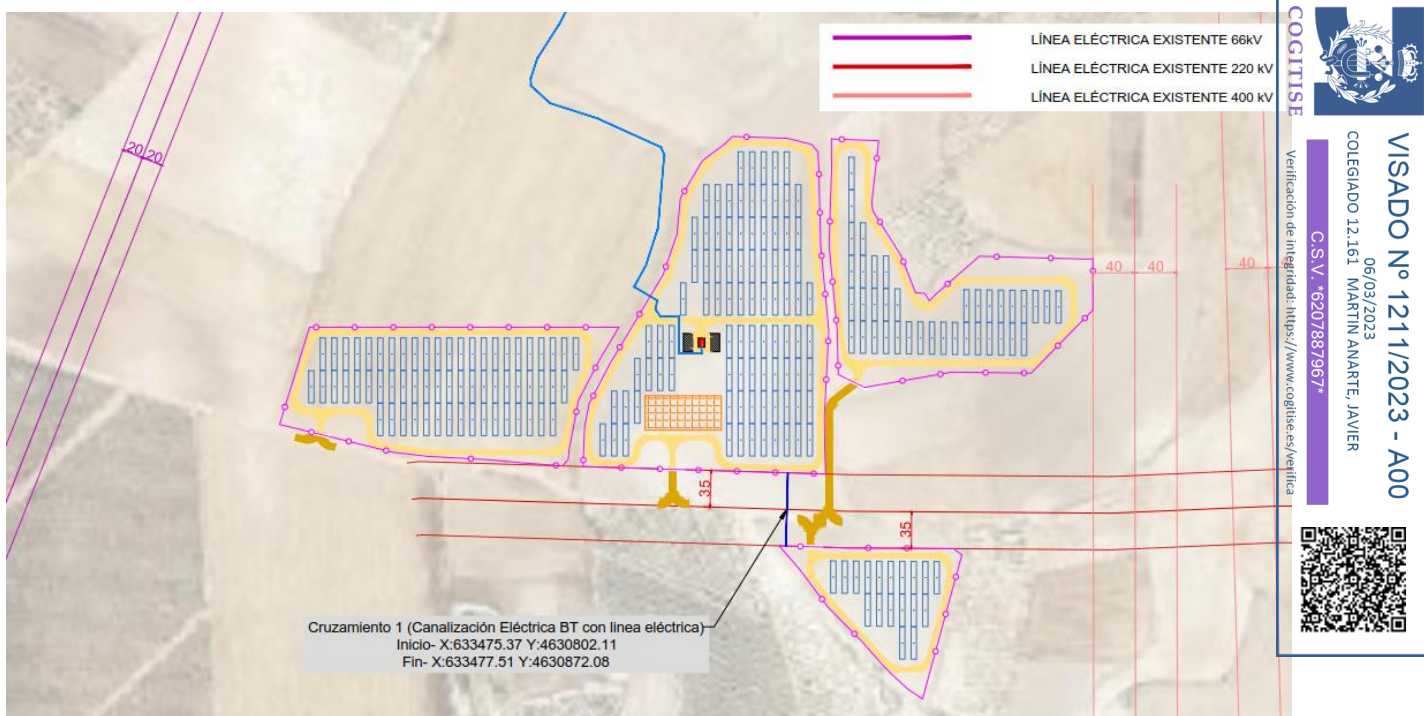 LÍNEA ELÉCTRICA EXISTENTE 66kV
LÍNEA ELÉCTRICA EXISTENTE 220 kV
LÍNEA ELÉCTRICA EXISTENTE 400 kV
20 20
40 40
40
35
35
Cruzamiento 1 (Canalización Eléctrica BT con linea eléctrica)
Inicio- X:633475.37 Y:4630802.11
Fin- X:633477.51 Y:4630872.08
COGITISE
VISADO Nº 1211/2023 - A00
06/03/2023
COLEGIADO 12.161 MARTIN ANARTE, JAVIER
C.S.V. *6207887967*
Verificación de integridad: https://www.cogitise.es/verifica